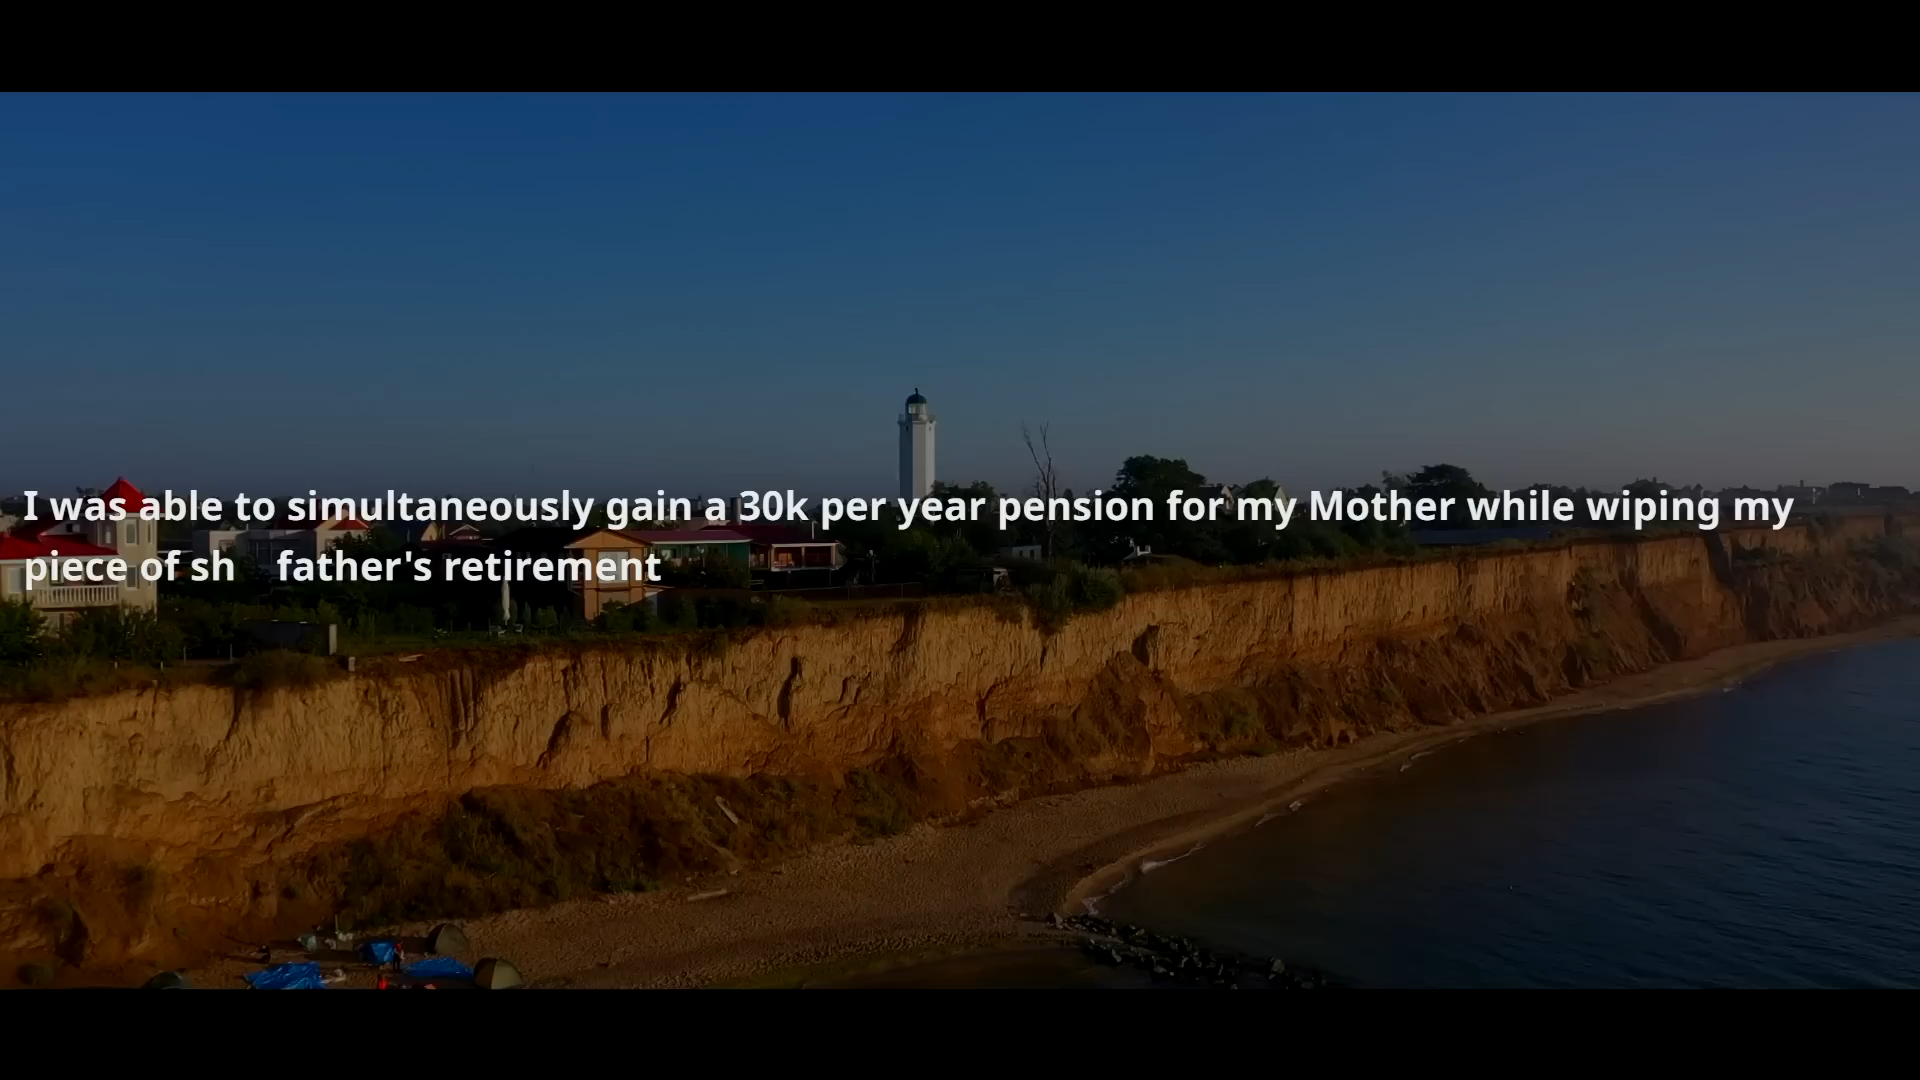 I was able to simultaneously gain a 30k per year pension for my Mother while wiping my
piece of sh father's retirement